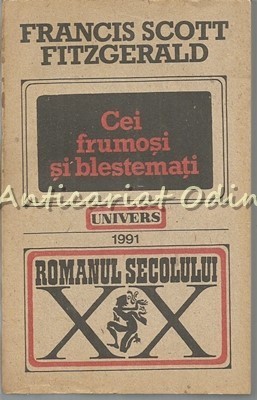 FRANCIS SCOTT
FITZGERALD
Cei
frumoși
și blestemați
Anticariat Odin
UNIVERS
1991
ROMANUL SECOLULUI
XX